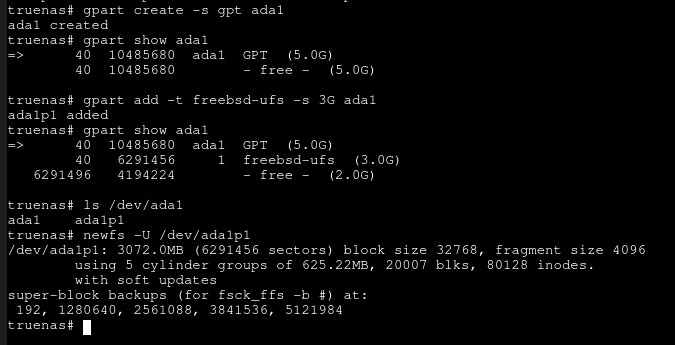 truenas# gpart create -s gpt ada1
ada1 created
truenas# gpart show ada1
=>      40  10485680  ada1  GPT  (5.0G)
        40  10485680        - free -  (5.0G)

truenas# gpart add -t freebsd-ufs -s 3G ada1
ada1p1 added
truenas# gpart show ada1
=>      40  10485680  ada1  GPT  (5.0G)
        40   6291456     1  freebsd-ufs  (3.0G)
   6291496   4194224        - free -  (2.0G)

truenas# ls /dev/ada1
ada1    ada1p1
truenas# newfs -U /dev/ada1p1
/dev/ada1p1: 3072.0MB (6291456 sectors) block size 32768, fragment size 4096
        using 5 cylinder groups of 625.22MB, 20007 blks, 80128 inodes.
        with soft updates
super-block backups (for fsck_ffs -b #) at:
 192, 1280640, 2561088, 3841536, 5121984
truenas#